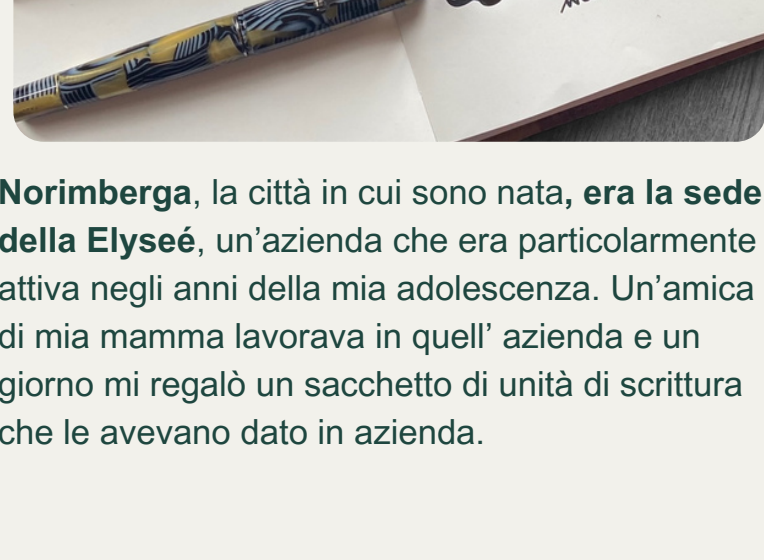 Norimberga, la città in cui sono nata, era la sede
della Elyseé, un’azienda che era particolarmente
attiva negli anni della mia adolescenza. Un’amica
di mia mamma lavorava in quell’ azienda e un
giorno mi regalò un sacchetto di unità di scrittura
che le avevano dato in azienda.